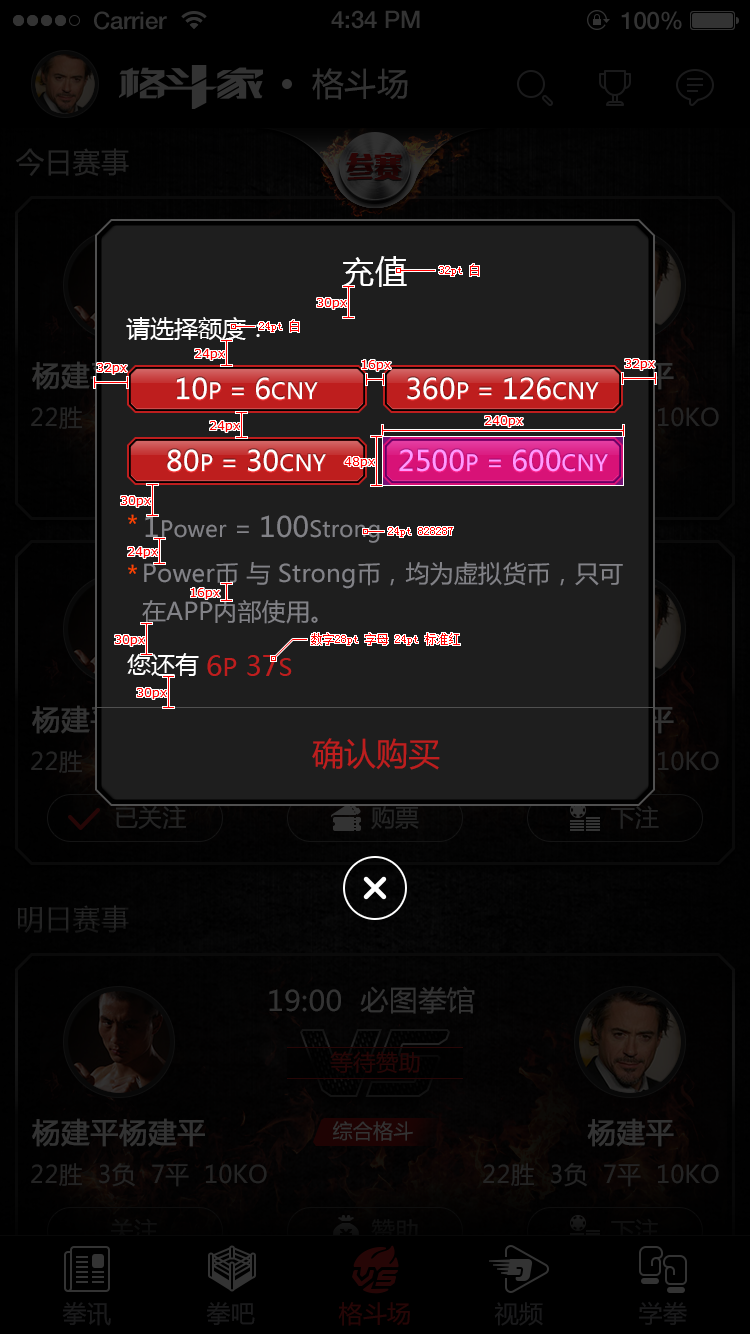 Carrier 4:34 PM 100%
格斗家 · 格斗场
今日赛事
参赛
充值 32pt 白
30px
请选择额度： 24pt 白
24px
32px 16px 32px
10P = 6CNY 360P = 126CNY
24px 240px
80P = 30CNY 48px 2500P = 600CNY
30px
* 1Power = 100Strong 24pt 828287
24px
* Power币 与 Strong币，均为虚拟货币，只可
16px
在APP内部使用。
30px 数字28pt 字母 24pt 标准红
您还有 6P 37S
30px
确认购买
杨建 平
22胜 10KO
杨建 平
22胜 10KO
已关注 购票 下注
明日赛事
19:00 必图拳馆
VS
等待赞助
杨建平杨建平 综合格斗 杨建平
22胜 3负 7平 10KO 22胜 3负 7平 10KO
关注 赞助 下注
拳讯 拳吧 格斗场 视频 学拳